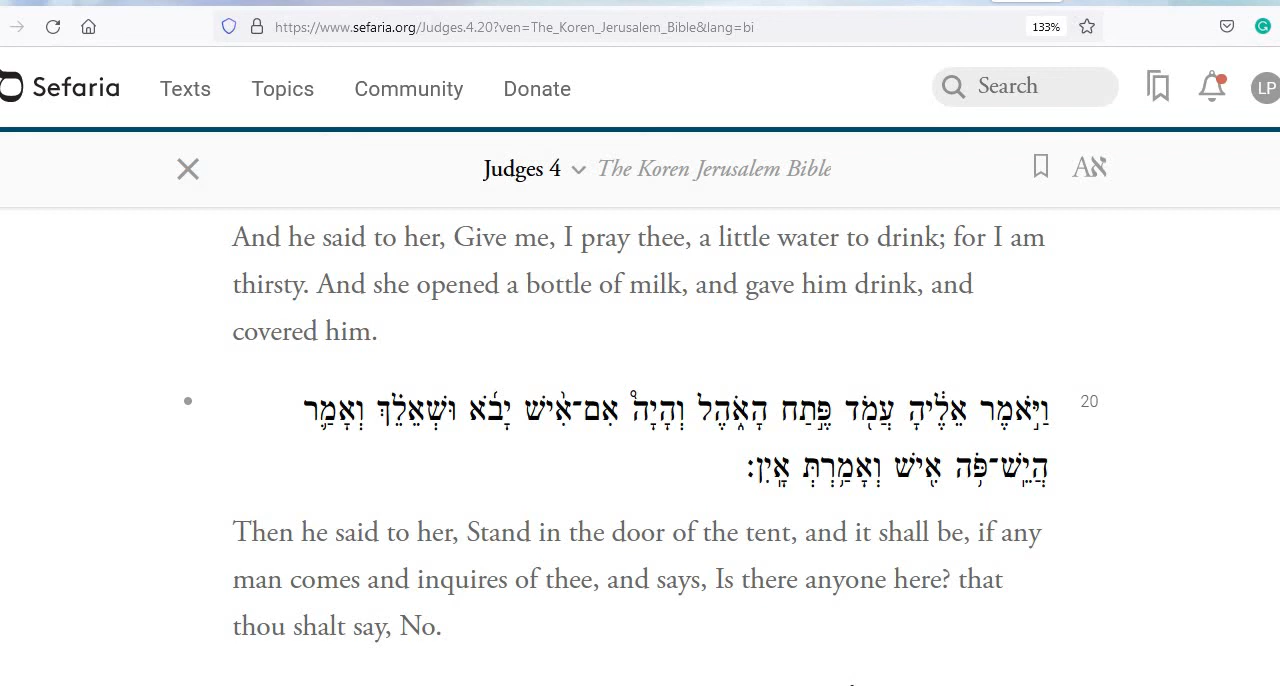 https://www.sefaria.org/Judges.4.20?ven=The_Koren_Jerusalem_Bible&lang=bi 133%
Sefaria Texts Topics Community Donate Search LP
Judges 4 The Koren Jerusalem Bible Aא
And he said to her, Give me, I pray thee, a little water to drink; for I am
thirsty. And she opened a bottle of milk, and gave him drink, and
covered him.
20 וַיֹּ֣אמֶר אֵלֶ֔יהָ עֲמֹ֖ד פֶּ֣תַח הָאֹ֑הֶל וְהָיָה֩ אִם־אִ֨ישׁ יָבֹ֜א וּשְׁאֵלֵ֗ךְ וְאָמַ֛ר
הֲיֵֽשׁ־פֹּ֥ה אִ֖ישׁ וְאָמַ֥רְתְּ אָֽיִן׃
Then he said to her, Stand in the door of the tent, and it shall be, if any
man comes and inquires of thee, and says, Is there anyone here? that
thou shalt say, No.